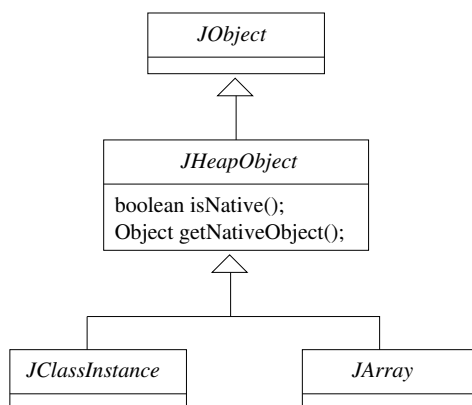 JObject
JHeapObject
boolean isNative();
Object getNativeObject();
JClassInstance
JArray